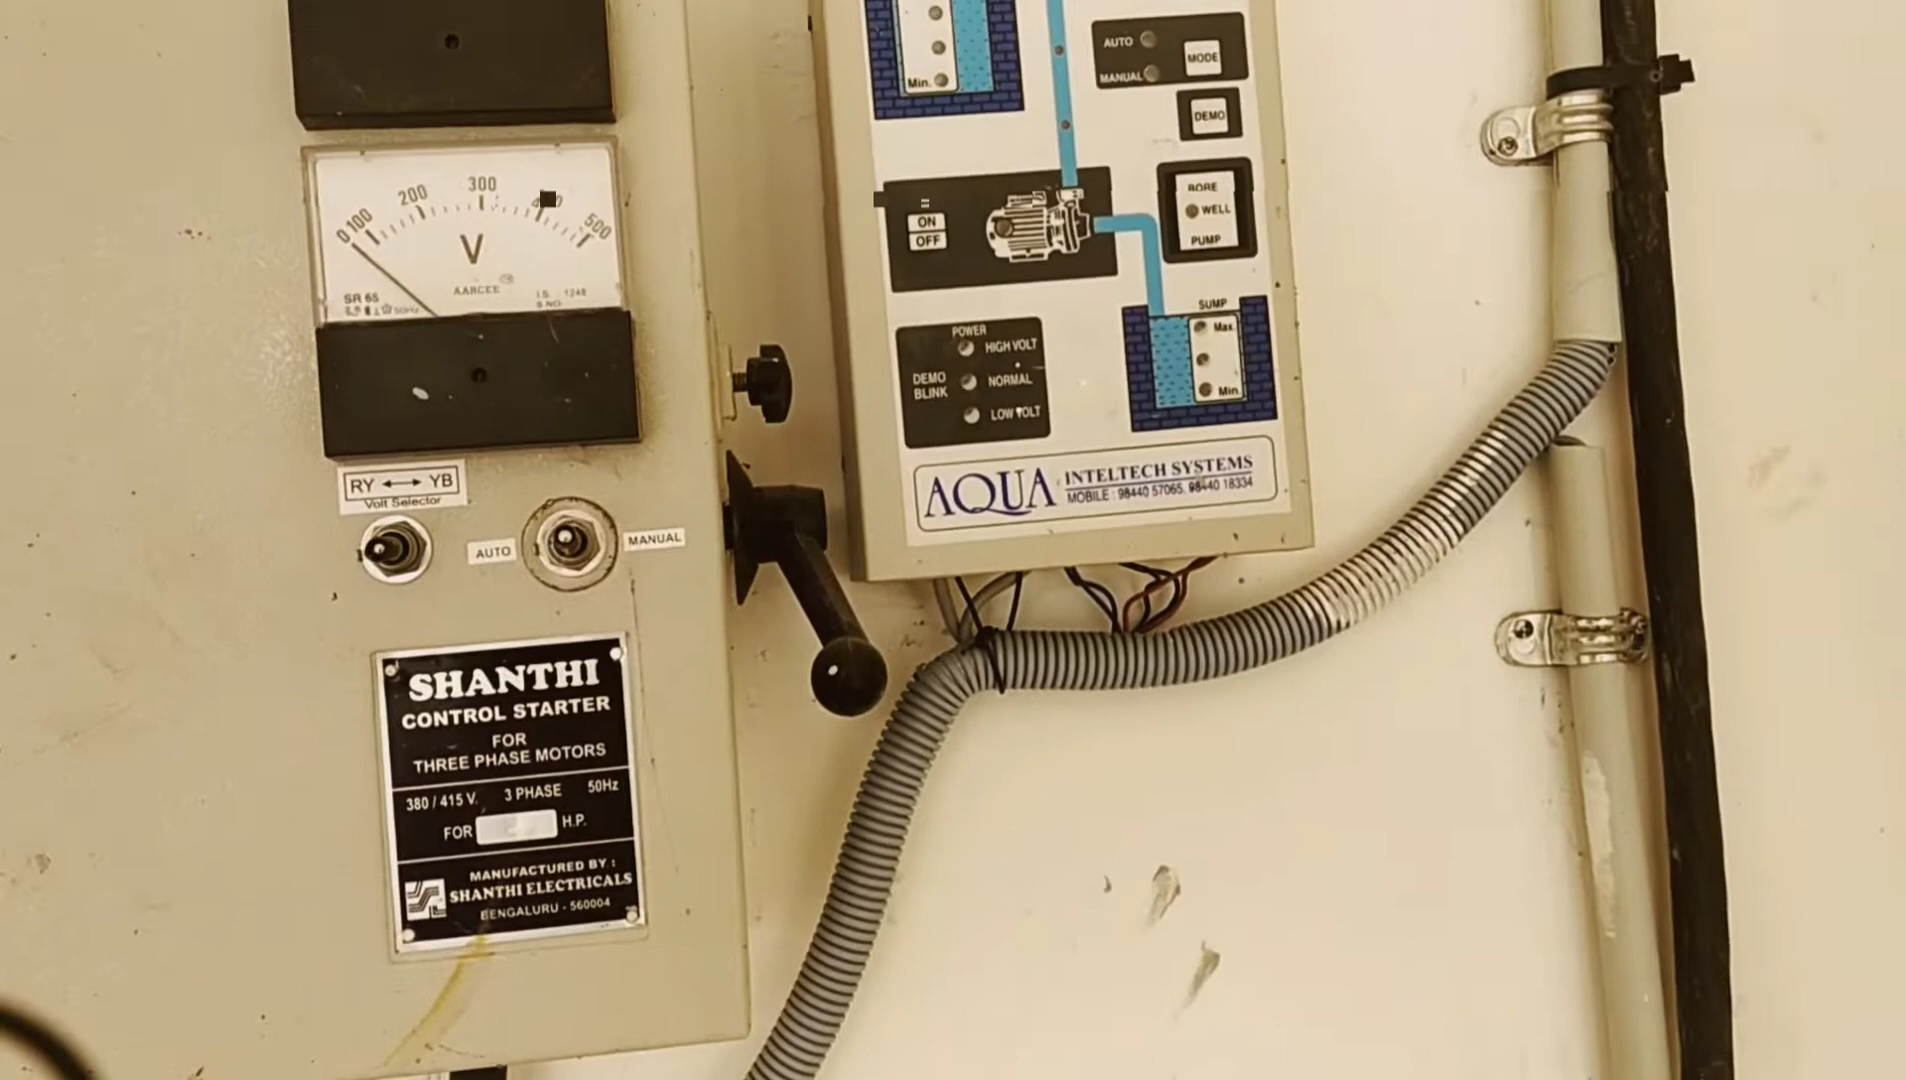 0 100 200 300 500
V
AARCEE
SR 65
50Hz
I.S. 1248
S NO.
RY ↔ YB
Volt Selector
AUTO
MANUAL
SHANTHI
CONTROL STARTER
FOR
THREE PHASE MOTORS
380 / 415 V. 3 PHASE 50Hz
FOR H.P.
MANUFACTURED BY :
SHANTHI ELECTRICALS
BENGALURU - 560004
Min.
AUTO
MANUAL
MODE
DEMO
ON
OFF
BORE
WELL
PUMP
SUMP
Max.
Min.
POWER
HIGH VOLT
DEMO
BLINK
NORMAL
LOW VOLT
AQUA
INTELTECH SYSTEMS
MOBILE : 98440 57065, 98440 18334